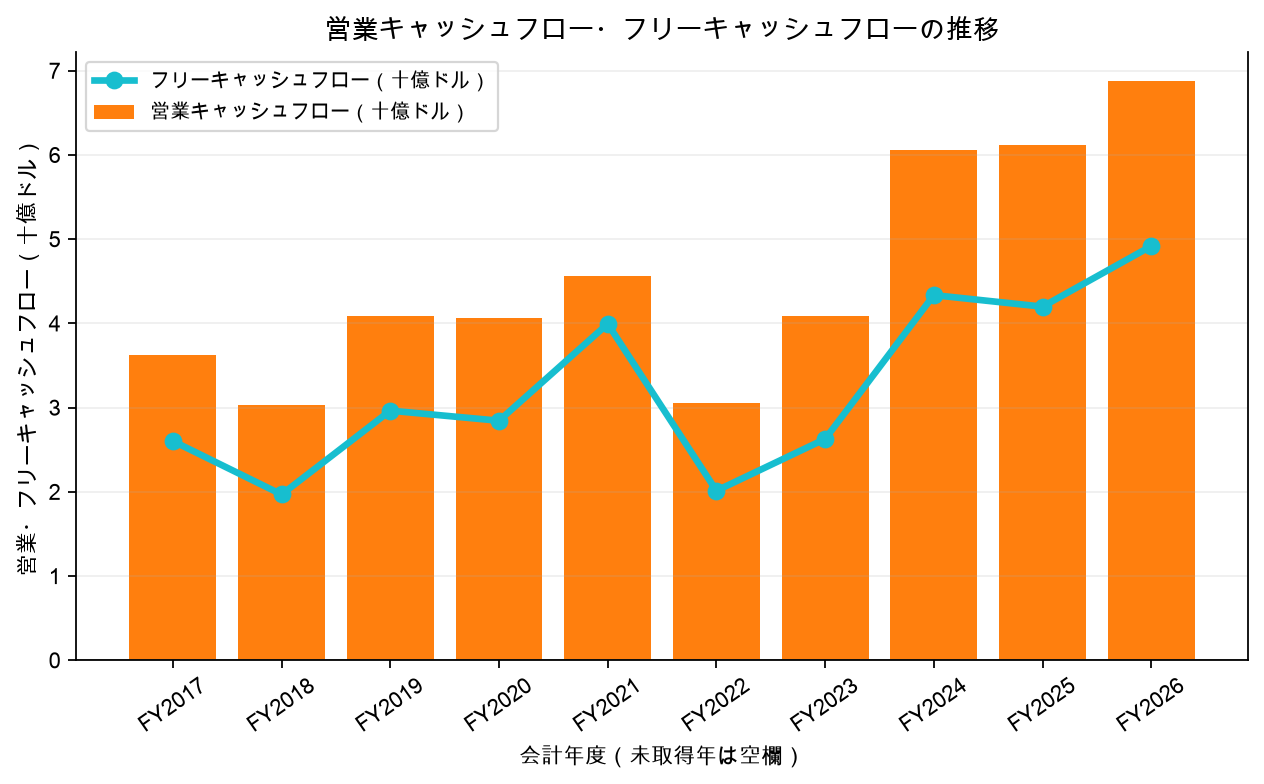 営業キャッシュフロー・フリーキャッシュフローの推移
フリーキャッシュフロー(十億ドル)
営業キャッシュフロー(十億ドル)
営業・フリーキャッシュフロー(十億ドル)
7
6
5
4
3
2
1
0
FY2017
FY2018
FY2019
FY2020
FY2021
FY2022
FY2023
FY2024
FY2025
FY2026
会計年度(未取得年は空欄)